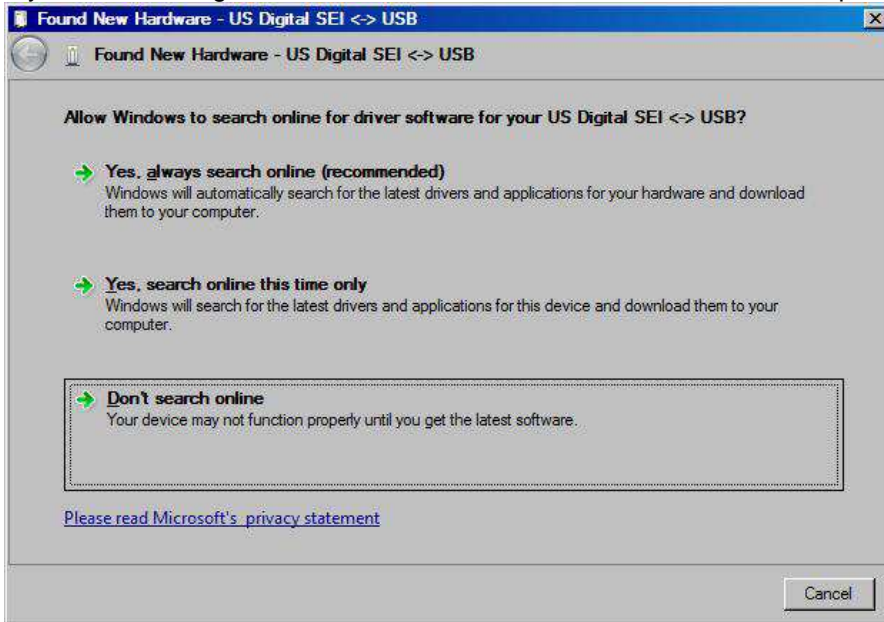 Found New Hardware - US Digital SEI <-> USB
Found New Hardware - US Digital SEI <-> USB
Allow Windows to search online for driver software for your US Digital SEI <-> USB?
Yes, always search online (recommended)
Windows will automatically search for the latest drivers and applications for your hardware and download
them to your computer.
Yes, search online this time only
Windows will search for the latest drivers and applications for this device and download them to your
computer.
Don't search online
Your device may not function properly until you get the latest software.
Please read Microsoft's privacy statement
Cancel